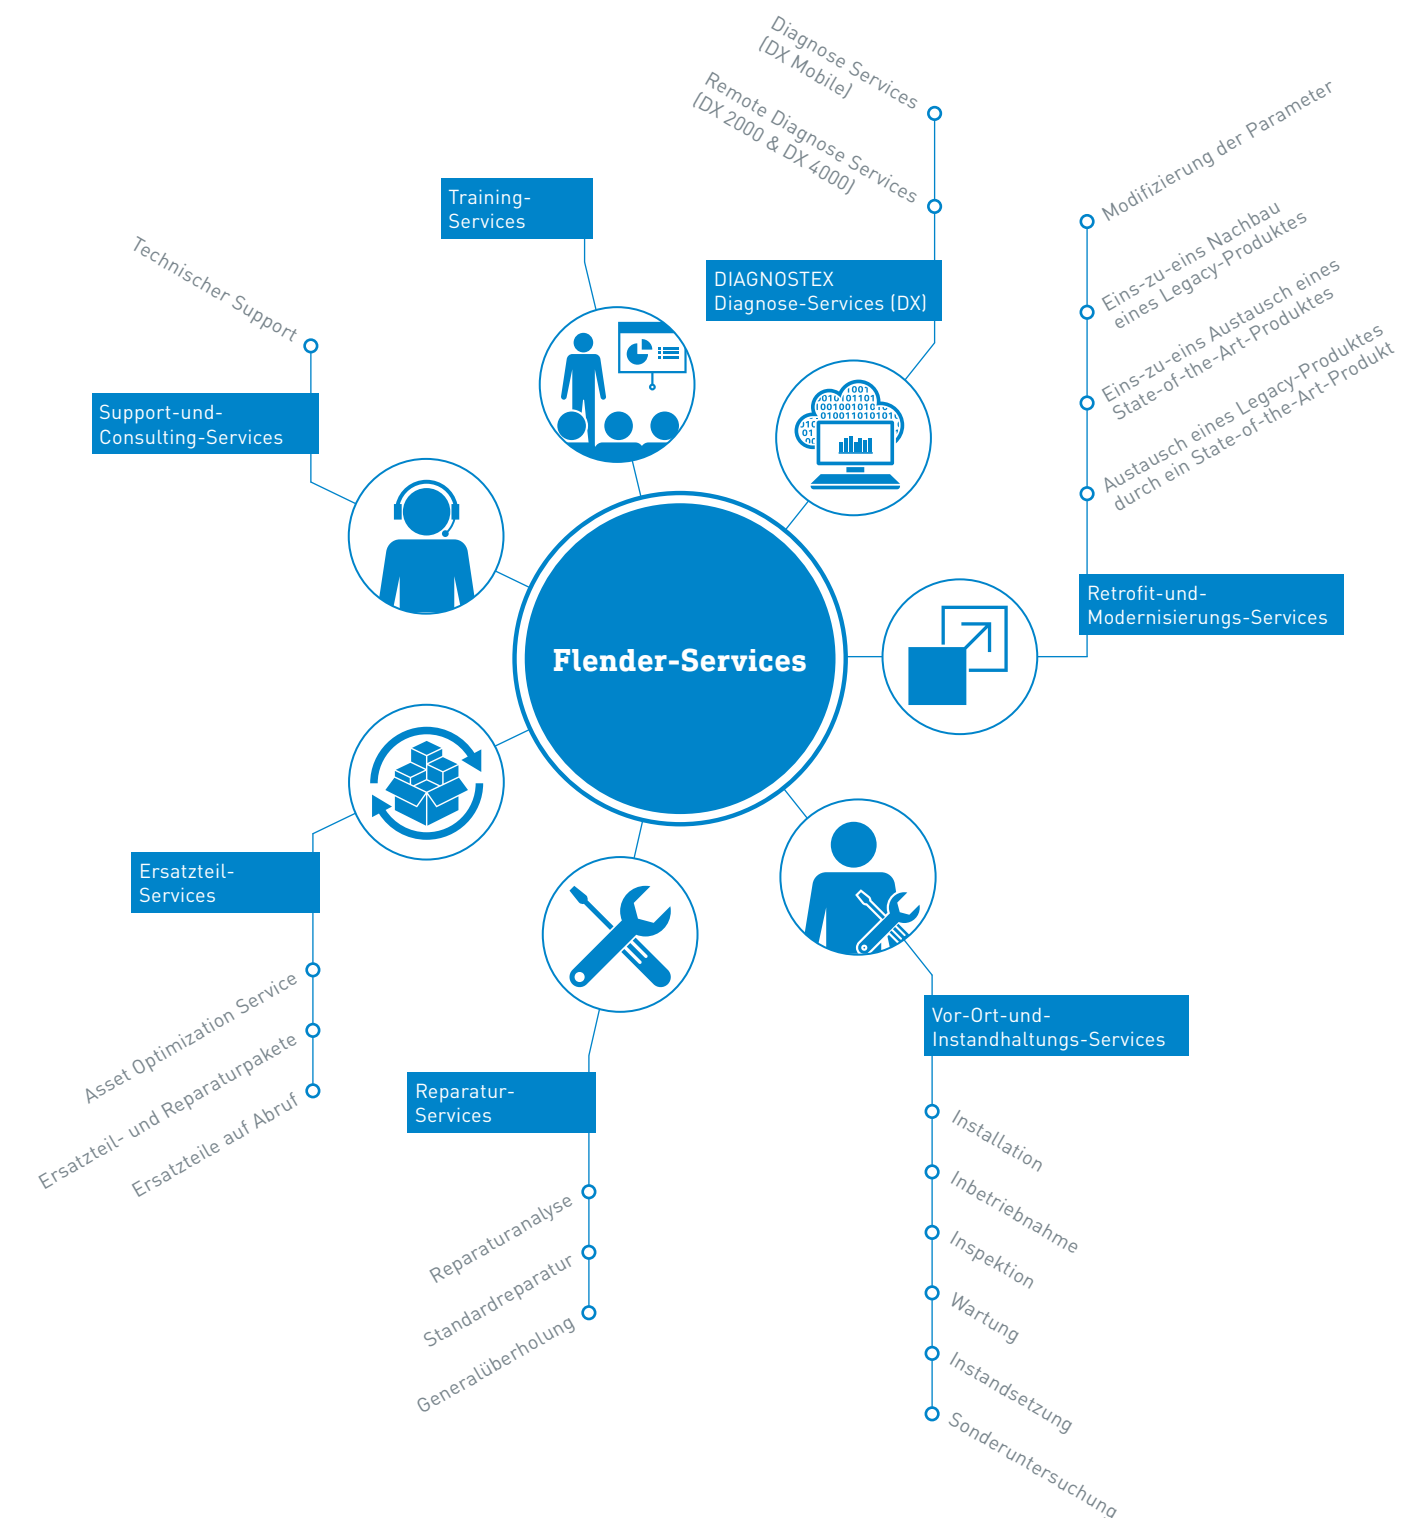 Diagnose Services
(DX Mobile)
Remote Diagnose Services
(DX 2000 & DX 4000)
DIAGNOSTEX
Diagnose-Services (DX)
Training-
Services
Technischer Support
Support-und-
Consulting-Services
Modifizierung der Parameter
Eins-zu-eins Nachbau
eines Legacy-Produktes
Eins-zu-eins Austausch eines
State-of-the-Art-Produktes
Austausch eines Legacy-Produktes
durch ein State-of-the-Art-Produkt
Retrofit-und-
Modernisierungs-Services
Flender-Services
Ersatzteil-
Services
Asset Optimization Service
Ersatzteil- und Reparaturpakete
Ersatzteile auf Abruf
Reparatur-
Services
Reparaturanalyse
Standardreparatur
Generalüberholung
Vor-Ort-und-
Instandhaltungs-Services
Installation
Inbetriebnahme
Inspektion
Wartung
Instandsetzung
Sonderuntersuchung